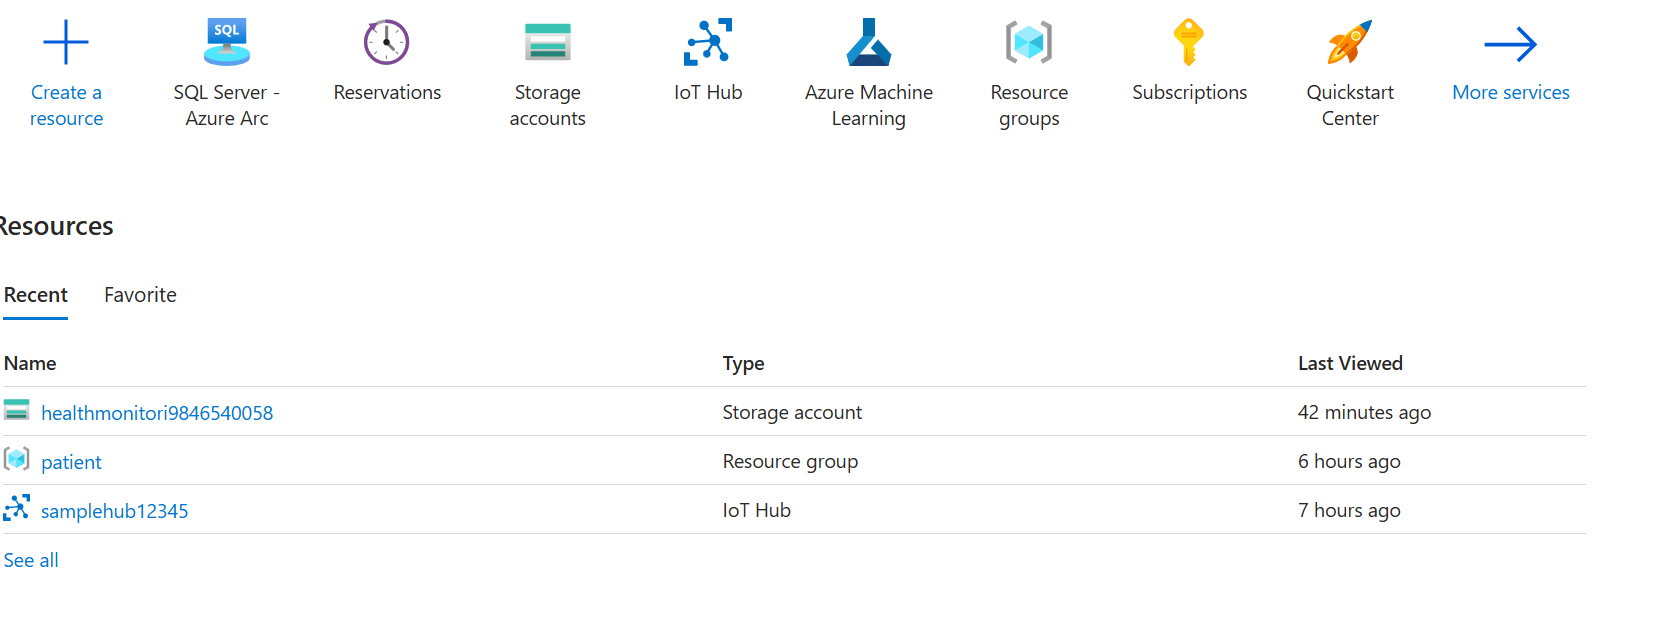 SQL
Create a
resource
SQL Server -
Azure Arc
Reservations
Storage
accounts
IoT Hub
Azure Machine
Learning
Resource
groups
Subscriptions
Quickstart
Center
More services
Resources
Recent Favorite
Name Type Last Viewed
healthmonitori9846540058 Storage account 42 minutes ago
patient Resource group 6 hours ago
samplehub12345 IoT Hub 7 hours ago
See all